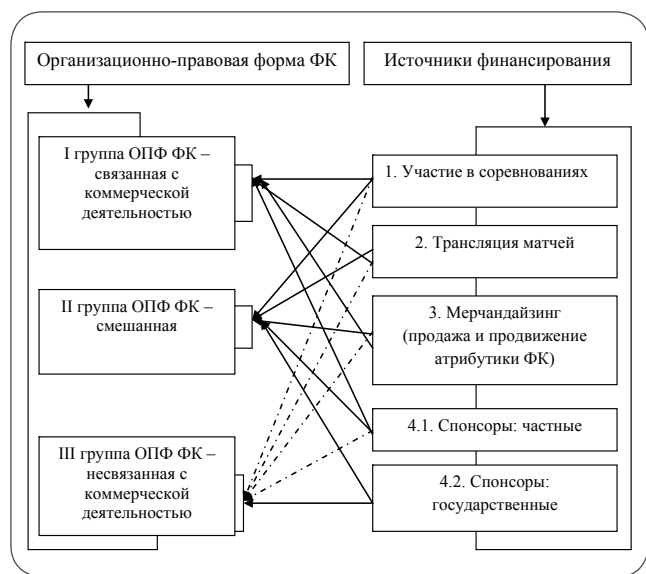 Организационно-правовая форма ФК
Источники финансирования
I группа ОПФ ФК –
связанная с
коммерческой
деятельностью
II группа ОПФ ФК –
смешанная
III группа ОПФ ФК –
несвязанная с
коммерческой
деятельностью
1. Участие в соревнованиях
2. Трансляция матчей
3. Мерчандайзинг
(продажа и продвижение
атрибутики ФК)
4.1. Спонсоры: частные
4.2. Спонсоры:
государственные